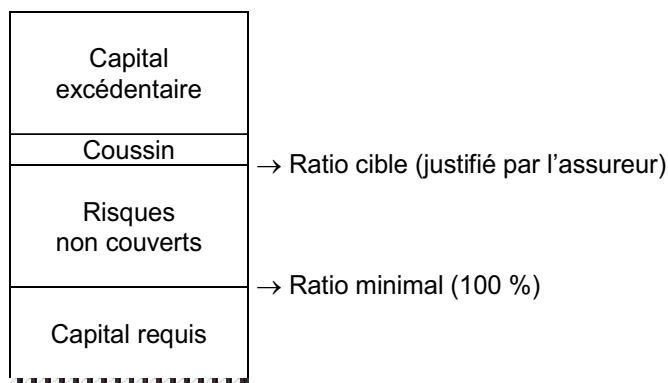 Capital
excédentaire
Coussin
→ Ratio cible (justifié par l’assureur)
Risques
non couverts
→ Ratio minimal (100 %)
Capital requis